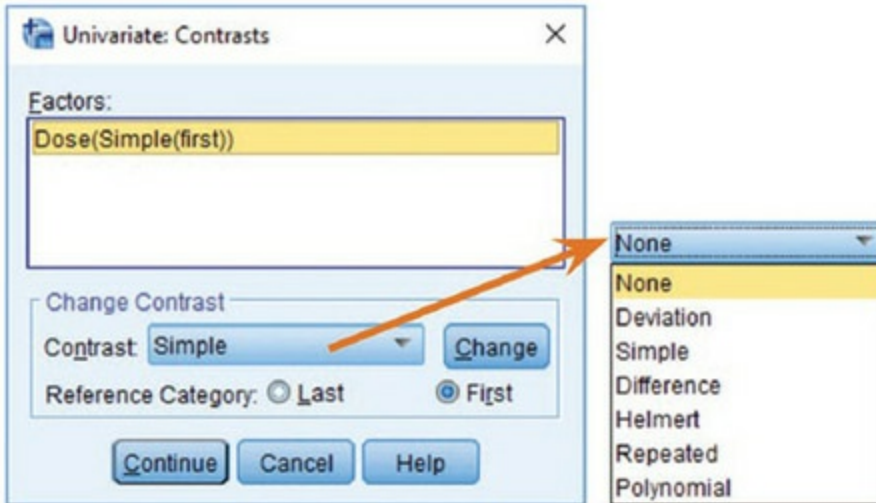 Univariate: Contrasts
Factors:
Dose(Simple(first))
Change Contrast
Contrast: Simple
Change
Reference Category: Last
First
Continue
Cancel
Help
None
None
Deviation
Simple
Difference
Helmert
Repeated
Polynomial